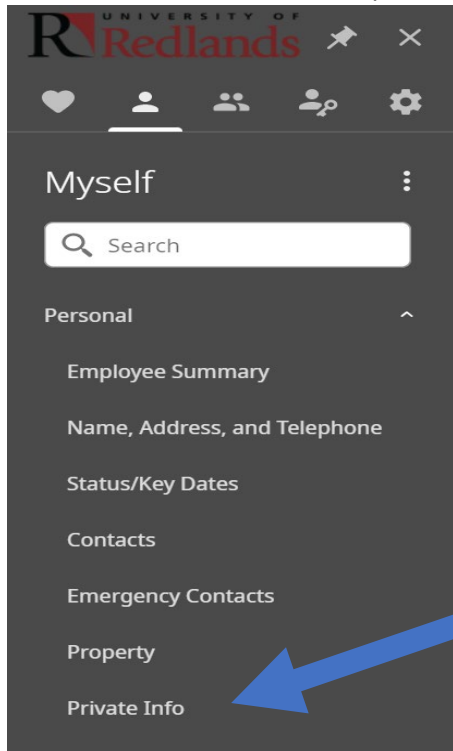 UNIVERSITY OF
R Redlands
Myself
Search
Personal
Employee Summary
Name, Address, and Telephone
Status/Key Dates
Contacts
Emergency Contacts
Property
Private Info